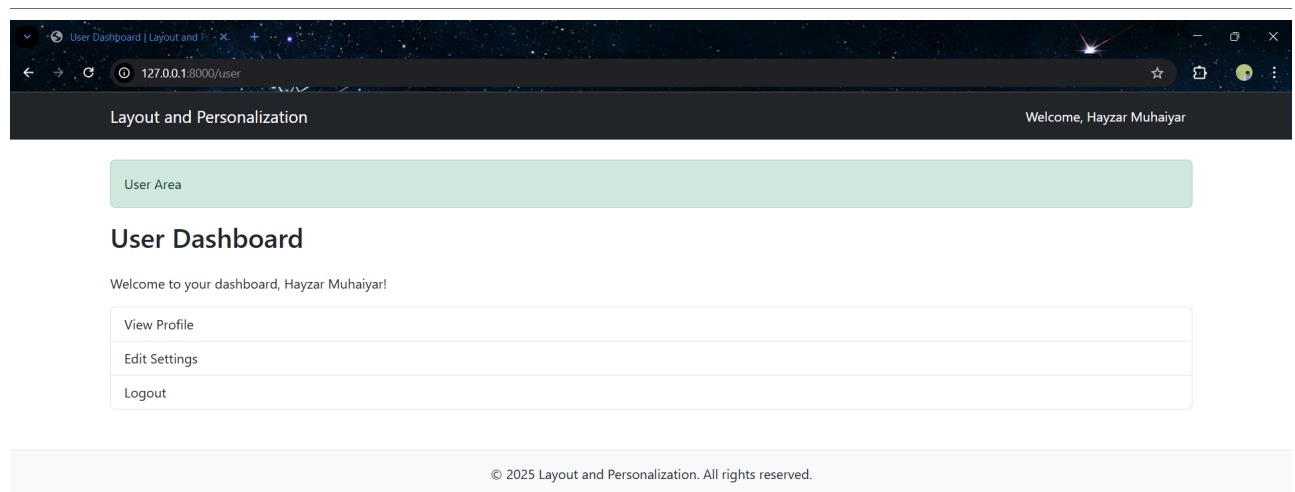 User Dashboard | Layout and P
127.0.0.1:8000/user
Layout and Personalization
Welcome, Hayzar Muhaiyar
User Area
User Dashboard
Welcome to your dashboard, Hayzar Muhaiyar!
View Profile
Edit Settings
Logout
© 2025 Layout and Personalization. All rights reserved.